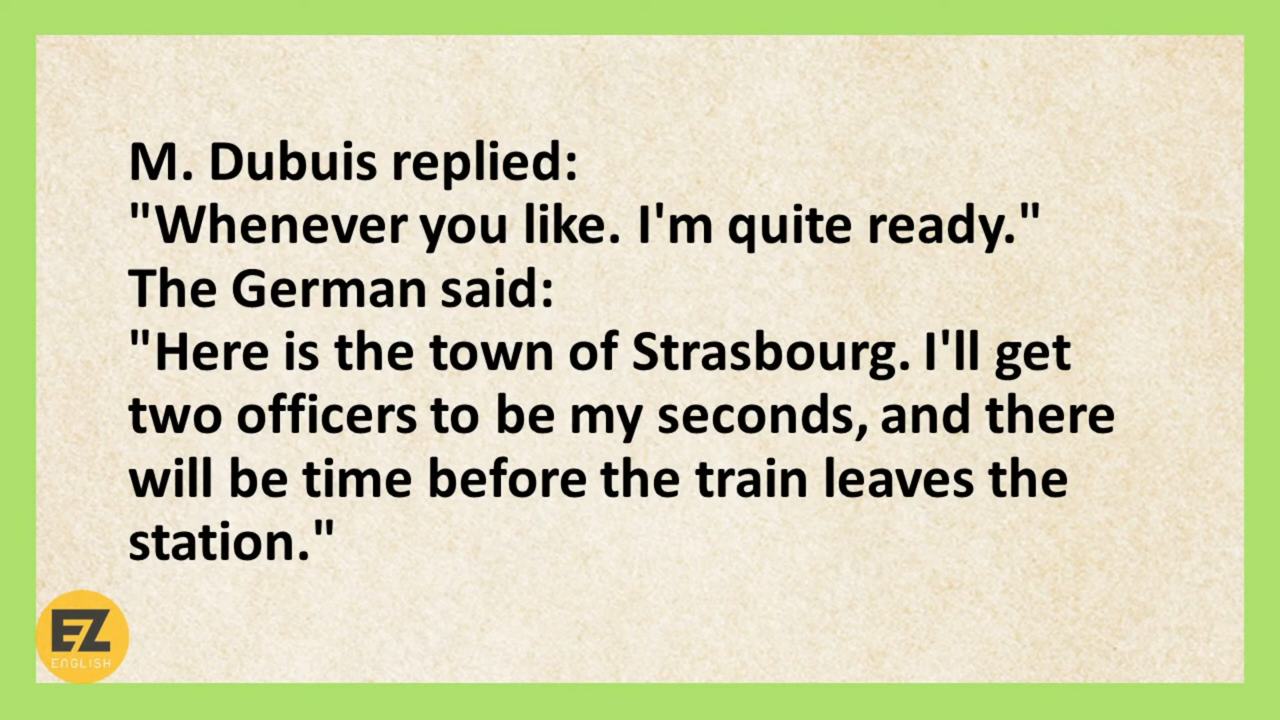 M. Dubuis replied:
"Whenever you like. I'm quite ready."
The German said:
"Here is the town of Strasbourg. I'll get
two officers to be my seconds, and there
will be time before the train leaves the
station."
EZ
ENGLISH